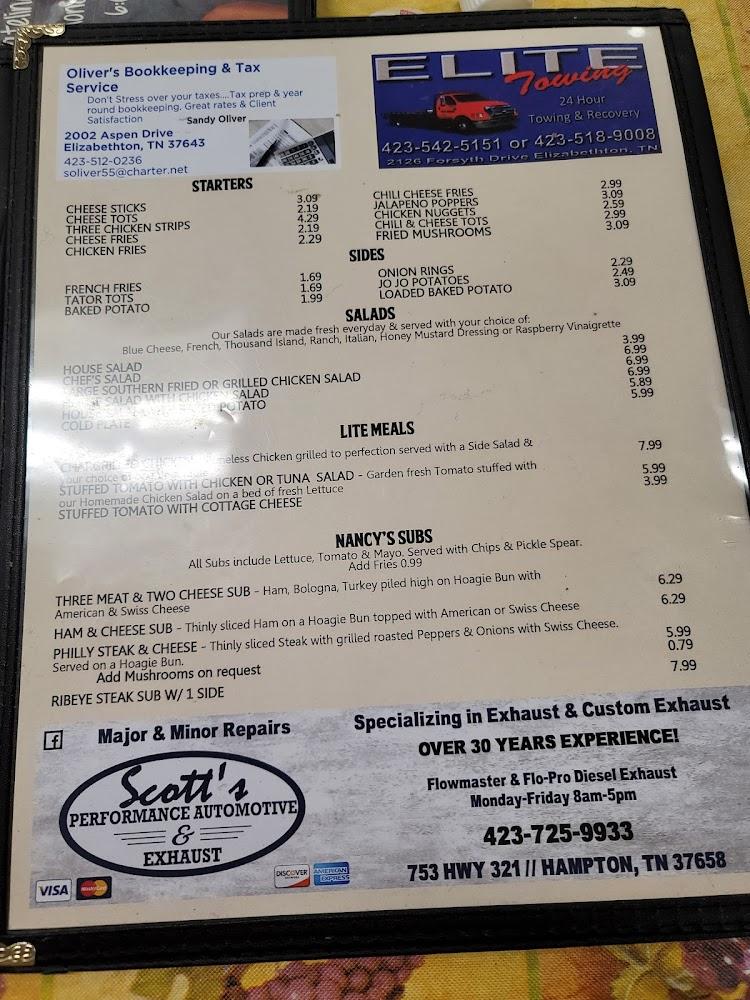 Oliver's Bookkeeping & Tax
Service
Don't Stress over your taxes....Tax prep & year
round bookkeeping. Great rates & Client
Satisfaction
Sandy Oliver
2002 Aspen Drive
Elizabethton, TN 37643
423-512-0236
soliver55@charter.net
ELITE
Towing
24 Hour
Towing & Recovery
423-542-5151 or 423-518-9008
2126 Forsyth Drive Elizabethton, TN
STARTERS
CHEESE STICKS 3.09
CHEESE TOTS 2.19
THREE CHICKEN STRIPS 4.29
CHEESE FRIES 2.19
CHICKEN FRIES 2.29
CHILI CHEESE FRIES 2.99
JALAPENO POPPERS 3.09
CHICKEN NUGGETS 2.59
CHILI & CHEESE TOTS 2.99
FRIED MUSHROOMS 3.09
SIDES
FRENCH FRIES 1.69
TATOR TOTS 1.69
BAKED POTATO 1.99
ONION RINGS 2.29
JO JO POTATOES 2.49
LOADED BAKED POTATO 3.09
SALADS
Our Salads are made fresh everyday & served with your choice of:
Blue Cheese, French, Thousand Island, Ranch, Italian, Honey Mustard Dressing or Raspberry Vinaigrette
HOUSE SALAD 3.99
CHEF'S SALAD 6.99
LARGE SOUTHERN FRIED OR GRILLED CHICKEN SALAD 6.99
SALAD WITH CHICKEN SALAD 6.99
POTATO 5.89
COLD PLATE 5.99
LITE MEALS
CHICKEN Chicken grilled to perfection served with a Side Salad & 7.99
your choice of
STUFFED TOMATO WITH CHICKEN OR TUNA SALAD - Garden fresh Tomato stuffed with 5.99
our Homemade Chicken Salad on a bed of fresh Lettuce
STUFFED TOMATO WITH COTTAGE CHEESE 3.99
NANCY'S SUBS
All Subs include Lettuce, Tomato & Mayo. Served with Chips & Pickle Spear.
Add Fries 0.99
THREE MEAT & TWO CHEESE SUB - Ham, Bologna, Turkey piled high on Hoagie Bun with 6.29
American & Swiss Cheese
HAM & CHEESE SUB - Thinly sliced Ham on a Hoagie Bun topped with American or Swiss Cheese 6.29
PHILLY STEAK & CHEESE - Thinly sliced Steak with grilled roasted Peppers & Onions with Swiss Cheese. 5.99
Served on a Hoagie Bun.
Add Mushrooms on request 0.79
RIBEYE STEAK SUB W/ 1 SIDE 7.99
f Major & Minor Repairs
Scott's
PERFORMANCE AUTOMOTIVE
&
EXHAUST
VISA MasterCard DISCOVER AMERICAN EXPRESS
Specializing in Exhaust & Custom Exhaust
OVER 30 YEARS EXPERIENCE!
Flowmaster & Flo-Pro Diesel Exhaust
Monday-Friday 8am-5pm
423-725-9933
753 HWY 321 // HAMPTON, TN 37658